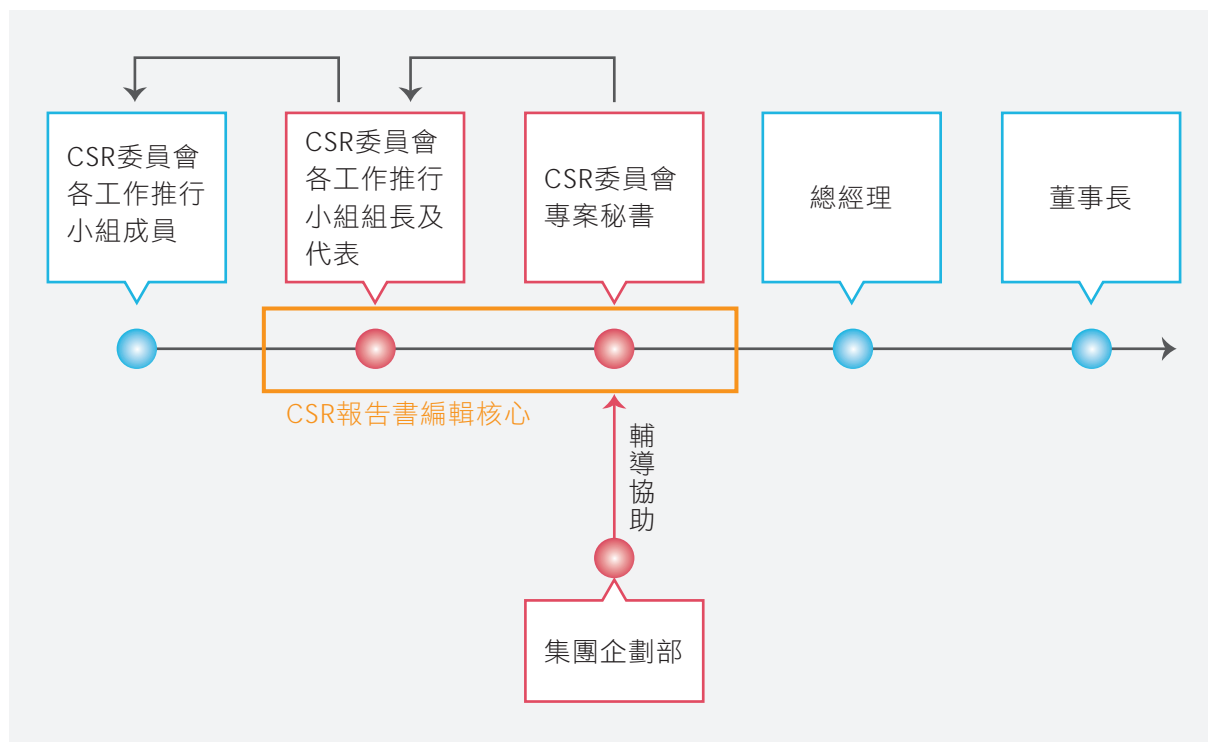 CSR委員會
各工作推行
小組成員
CSR委員會
各工作推行
小組組長及
代表
CSR委員會
專案秘書
總經理
董事長
CSR報告書編輯核心
輔導協助
集團企劃部